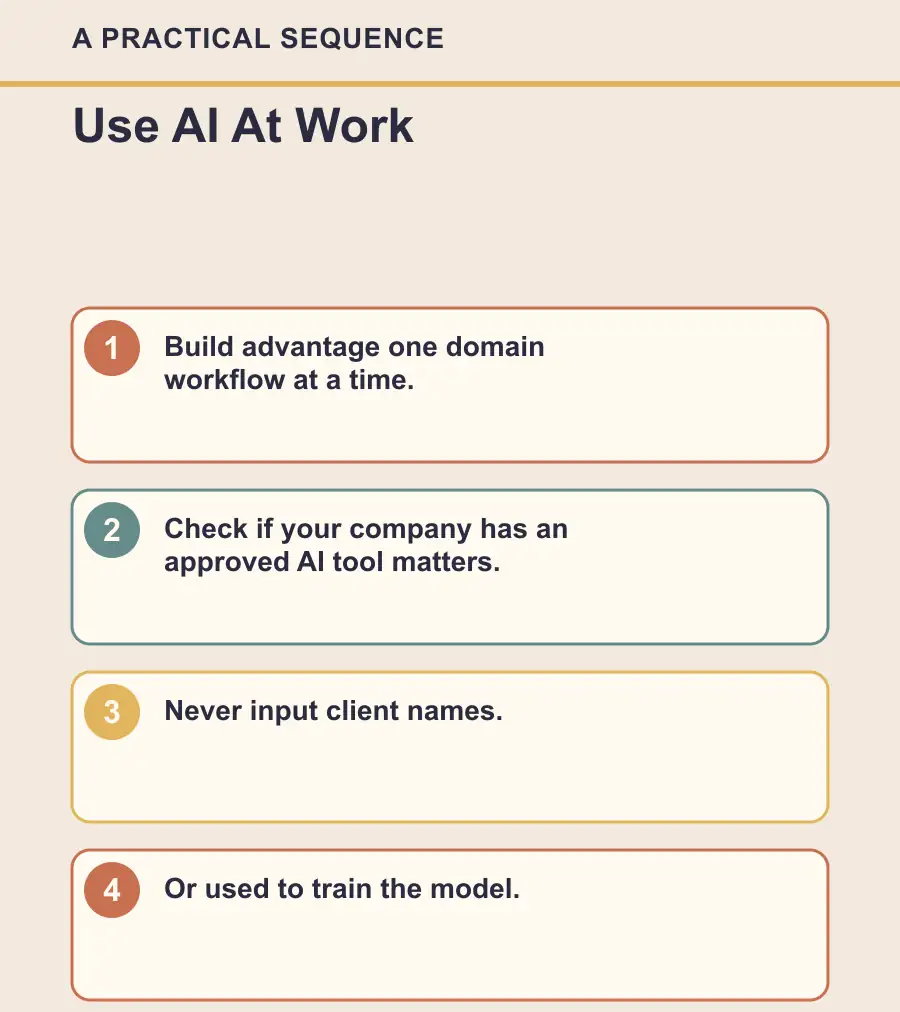 A PRACTICAL SEQUENCE
Use AI At Work
1
Build advantage one domain
workflow at a time.
2
Check if your company has an
approved AI tool matters.
3
Never input client names.
4
Or used to train the model.